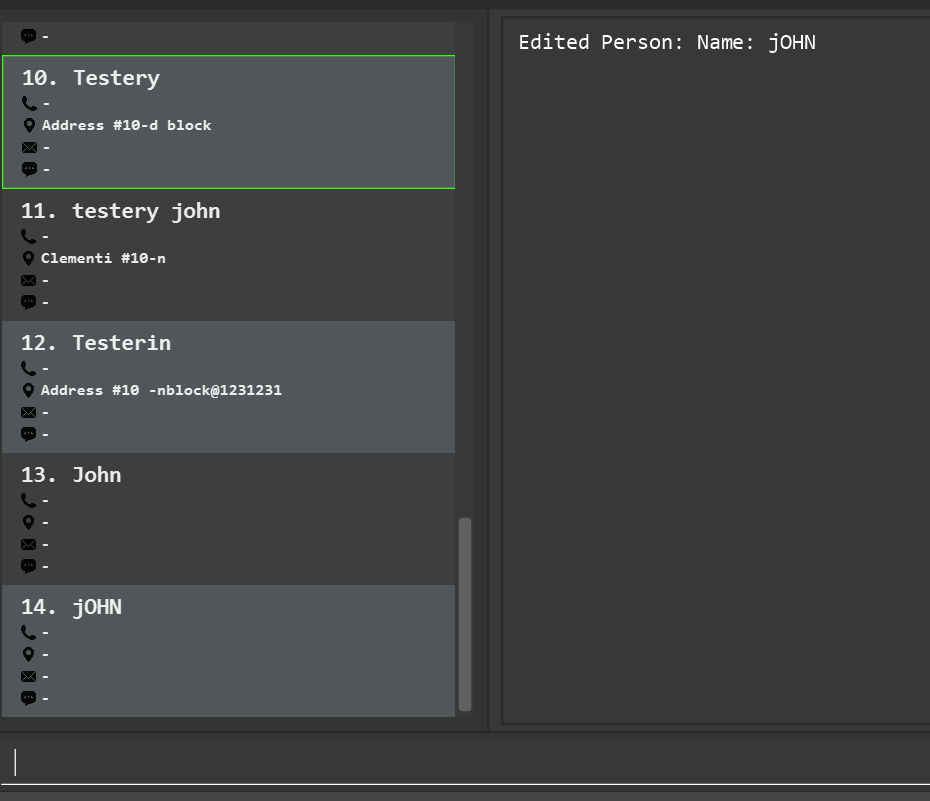 -
10. Testery
-
Address #10-d block
-
-
11. testery john
-
Clementi #10-n
-
-
12. Testerin
-
Address #10 -nblock@1231231
-
-
13. John
-
-
-
-
14. jOHN
-
-
-
-
Edited Person: Name: jOHN